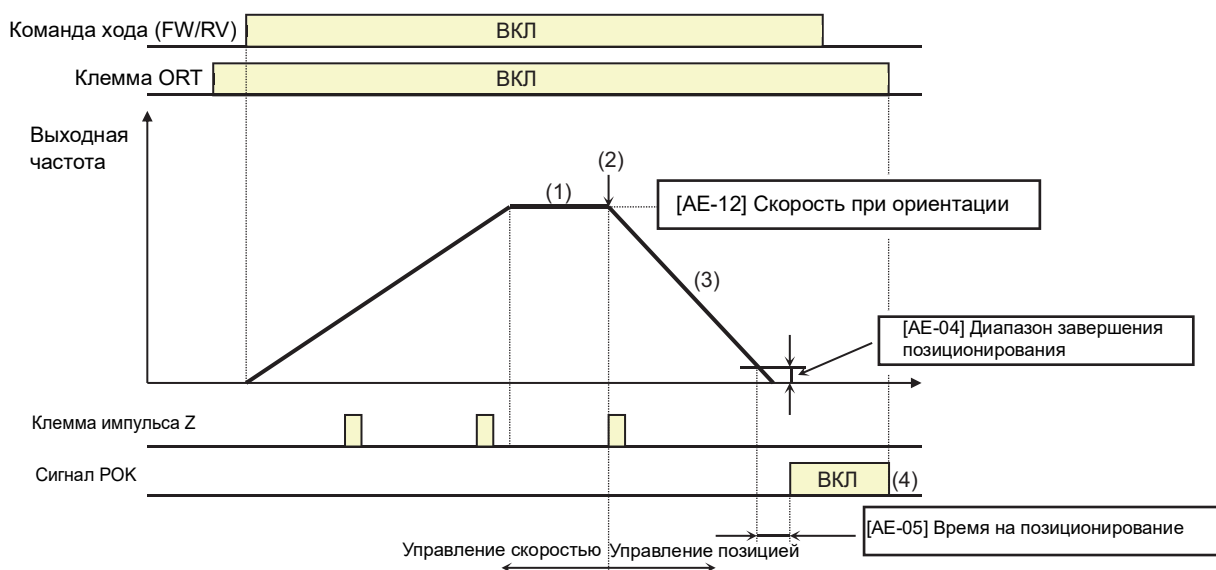 Команда хода (FW/RV)
ВКЛ
Клемма ORT
ВКЛ
Выходная
частота
(1)
(2)
[AE-12] Скорость при ориентации
(3)
[AE-04] Диапазон завершения
позиционирования
Клемма импульса Z
Сигнал POK
ВКЛ
(4)
[AE-05] Время на позиционирование
Управление скоростью
Управление позицией